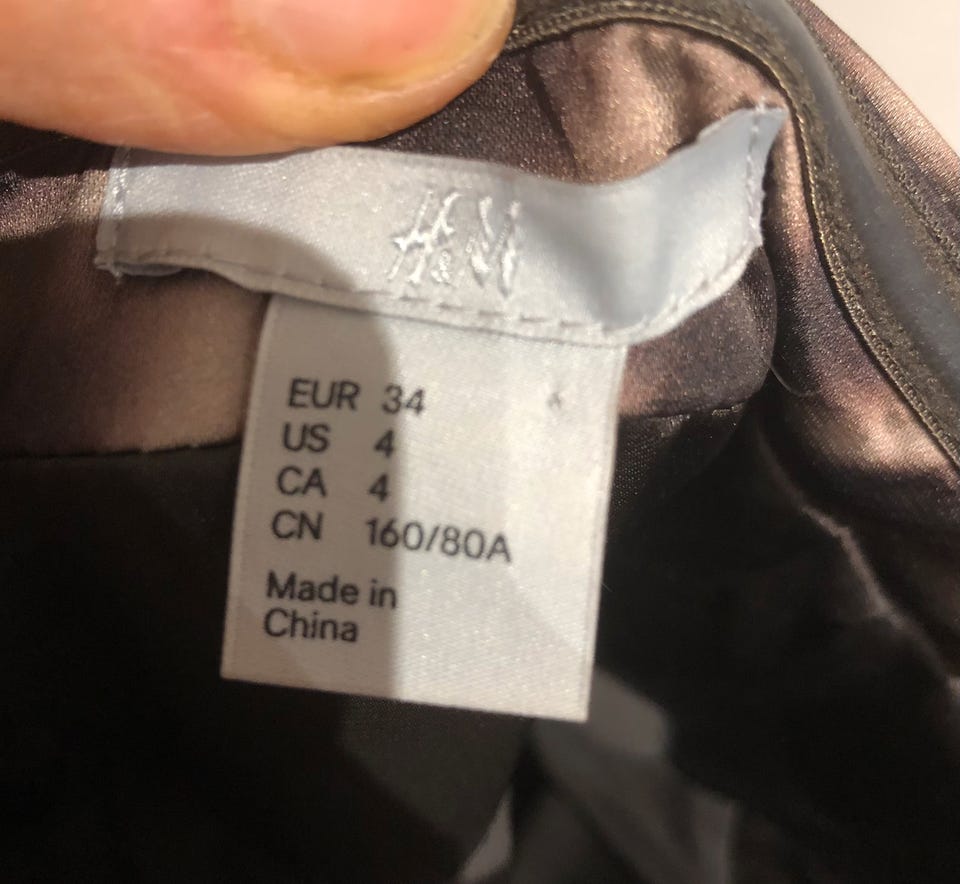 H&M
EUR 34
US 4
CA 4
CN 160/80A
Made in
China